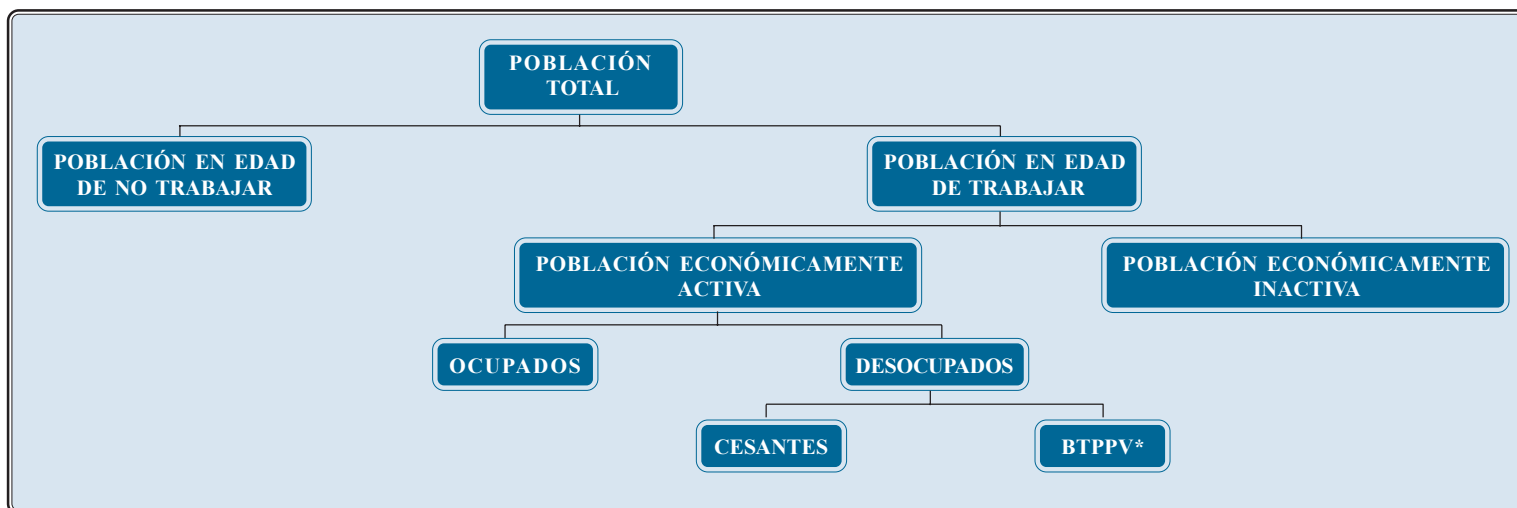 POBLACIÓN
TOTAL
POBLACIÓN EN EDAD
DE NO TRABAJAR
POBLACIÓN EN EDAD
DE TRABAJAR
POBLACIÓN ECONÓMICAMENTE
ACTIVA
POBLACIÓN ECONÓMICAMENTE
INACTIVA
OCUPADOS
DESOCUPADOS
CESANTES
BTPPV*